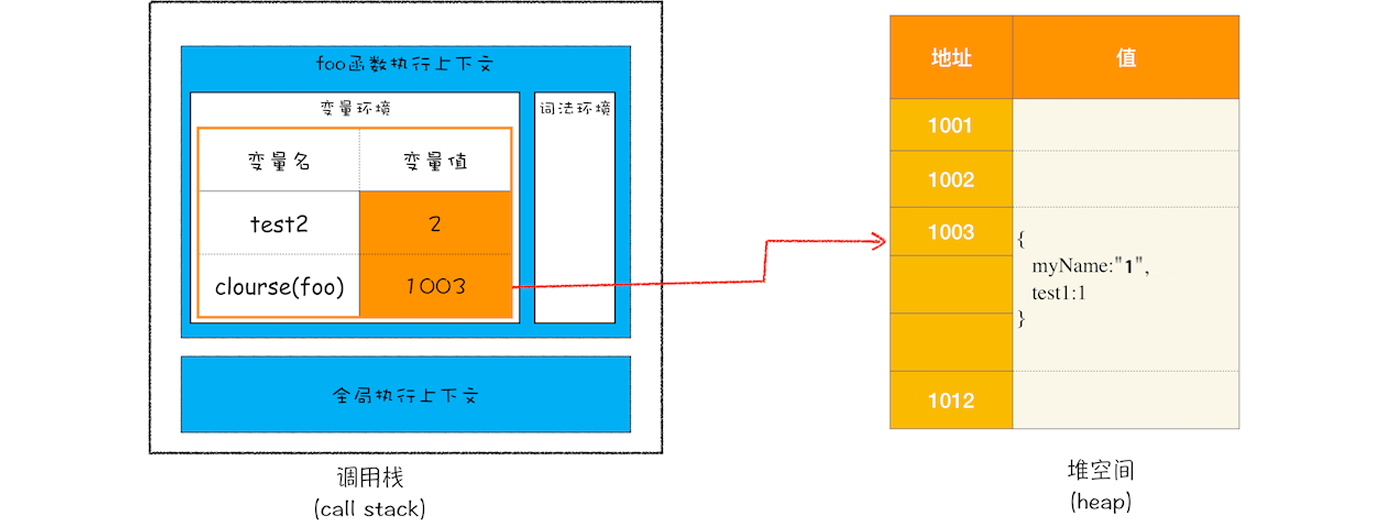 foo函数执行上下文
变量环境
词法环境
变量名 变量值
test2 2
clourse(foo) 1003
全局执行上下文
调用栈
(call stack)
地址 值
1001
1002
1003
{
myName:"1",
test1:1
}
1012
堆空间
(heap)